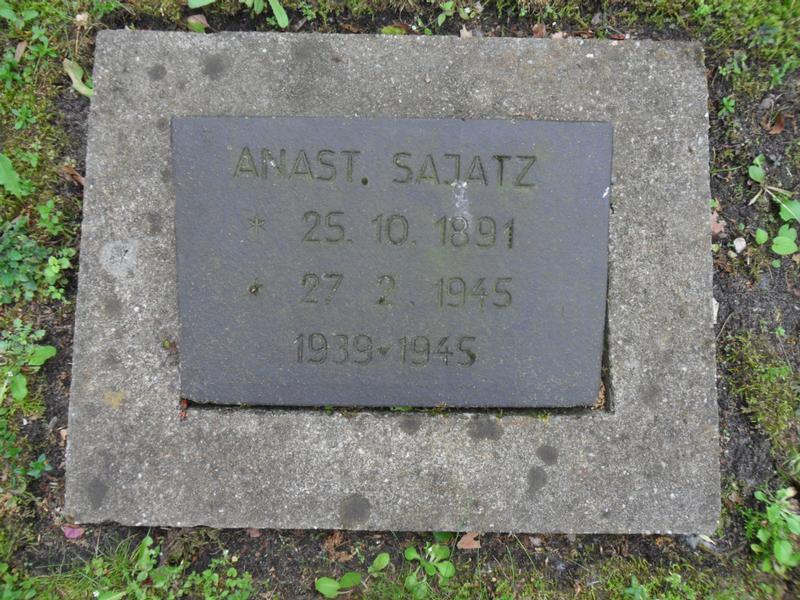 ANAST. SAJATZ
* 25. 10. 1891
+ 27. 2. 1945
1939-1945